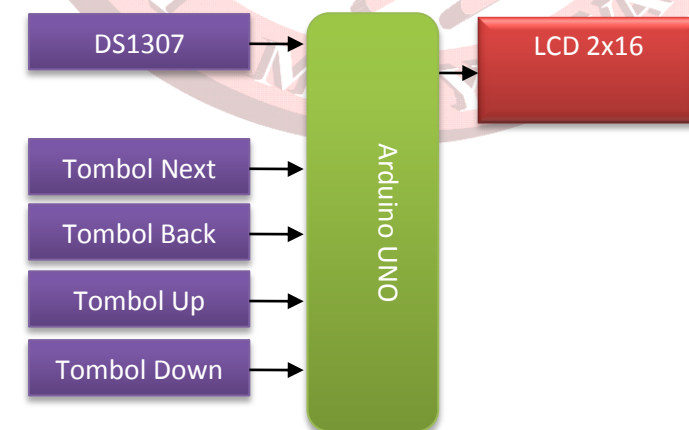 DS1307
LCD 2x16
Tombol Next
Tombol Back
Tombol Up
Tombol Down
Arduino UNO